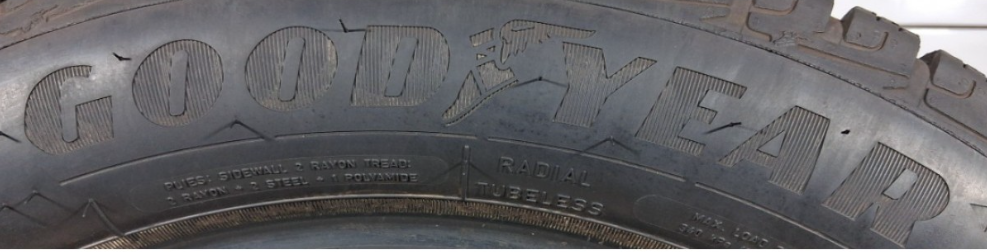 GOODYEAR
PLIES: SIDEWALL 2 RAYON TREAD:
2 RAYON + 2 STEEL + 1 POLYAMIDE
RADIAL
TUBELESS
MAX. LOAD